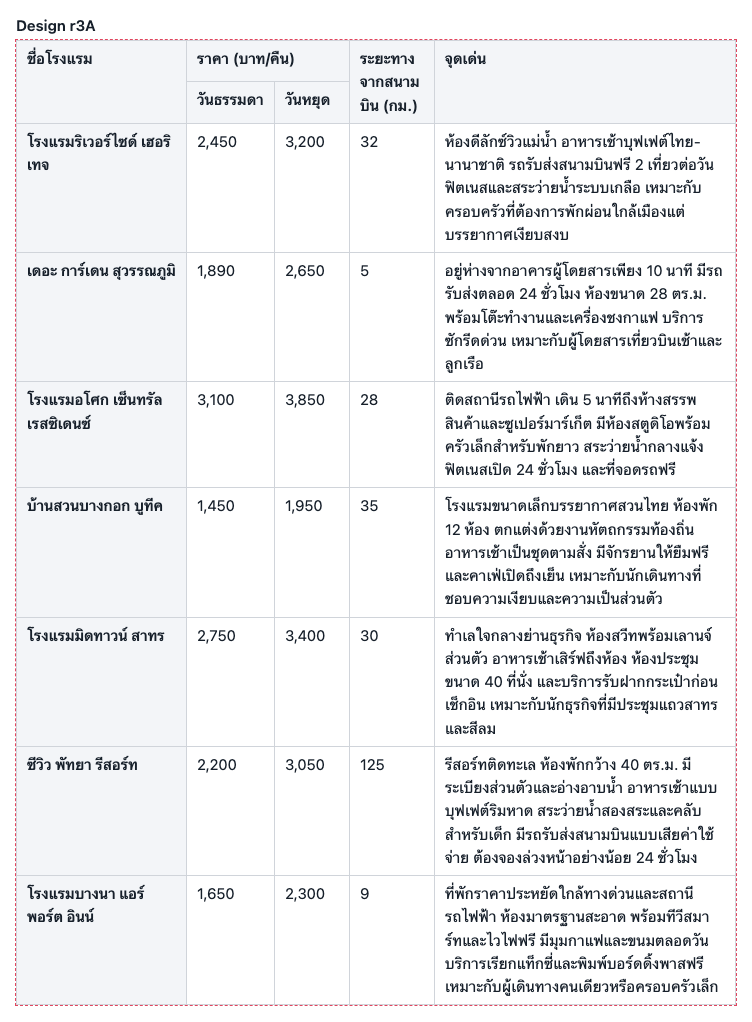 Design r3A
ชื่อโรงแรม
ราคา (บาท/คืน)
ระยะทาง
จากสนาม
บิน (กม.)
จุดเด่น
วันธรรมดา
วันหยุด
โรงแรมริเวอร์ไซด์ เฮอริ
เทจ
2,450
3,200
32
ห้องดีลักซ์วิวแม่น้ำ อาหารเช้าบุฟเฟต์ไทย-
นานาชาติ รถรับส่งสนามบินฟรี 2 เที่ยวต่อวัน
ฟิตเนสและสระว่ายน้ำระบบเกลือ เหมาะกับ
ครอบครัวที่ต้องการพักผ่อนใกล้เมืองแต่
บรรยากาศเงียบสงบ
เดอะ การ์เดน สุวรรณภูมิ
1,890
2,650
5
อยู่ห่างจากอาคารผู้โดยสารเพียง 10 นาที มีรถ
รับส่งตลอด 24 ชั่วโมง ห้องขนาด 28 ตร.ม.
พร้อมโต๊ะทำงานและเครื่องชงกาแฟ บริการ
ซักรีดด่วน เหมาะกับผู้โดยสารเที่ยวบินเช้าและ
ลูกเรือ
โรงแรมอโศก เซ็นทรัล
เรสซิเดนซ์
3,100
3,850
28
ติดสถานีรถไฟฟ้า เดิน 5 นาทีถึงห้างสรรพ
สินค้าและซูเปอร์มาร์เก็ต มีห้องสตูดิโอพร้อม
ครัวเล็กสำหรับพักยาว สระว่ายน้ำกลางแจ้ง
ฟิตเนสเปิด 24 ชั่วโมง และที่จอดรถฟรี
บ้านสวนบางกอก บูทีค
1,450
1,950
35
โรงแรมขนาดเล็กบรรยากาศสวนไทย ห้องพัก
12 ห้อง ตกแต่งด้วยงานหัตถกรรมท้องถิ่น
อาหารเช้าเป็นชุดตามสั่ง มีจักรยานให้ยืมฟรี
และคาเฟ่เปิดถึงเย็น เหมาะกับนักเดินทางที่
ชอบความเงียบและความเป็นส่วนตัว
โรงแรมมิดทาวน์ สาทร
2,750
3,400
30
ทำเลใจกลางย่านธุรกิจ ห้องสวีทพร้อมเลานจ์
ส่วนตัว อาหารเช้าเสิร์ฟถึงห้อง ห้องประชุม
ขนาด 40 ที่นั่ง และบริการรับฝากกระเป๋าก่อน
เช็กอิน เหมาะกับนักธุรกิจที่มีประชุมแถวสาทร
และสีลม
ซีวิว พัทยา รีสอร์ท
2,200
3,050
125
รีสอร์ทติดทะเล ห้องพักกว้าง 40 ตร.ม. มี
ระเบียงส่วนตัวและอ่างอาบน้ำ อาหารเช้าแบบ
บุฟเฟต์ริมหาด สระว่ายน้ำสองสระและคลับ
สำหรับเด็ก มีรถรับส่งสนามบินแบบเสียค่าใช้
จ่าย ต้องจองล่วงหน้าอย่างน้อย 24 ชั่วโมง
โรงแรมบางนา แอร์
พอร์ต อินน์
1,650
2,300
9
ที่พักราคาประหยัดใกล้ทางด่วนและสถานี
รถไฟฟ้า ห้องมาตรฐานสะอาด พร้อมทีวีสมา
ร์ทและไวไฟฟรี มีมุมกาแฟและขนมตลอดวัน
บริการเรียกแท็กซี่และพิมพ์บอร์ดดิ้งพาสฟรี
เหมาะกับผู้เดินทางคนเดียวหรือครอบครัวเล็ก